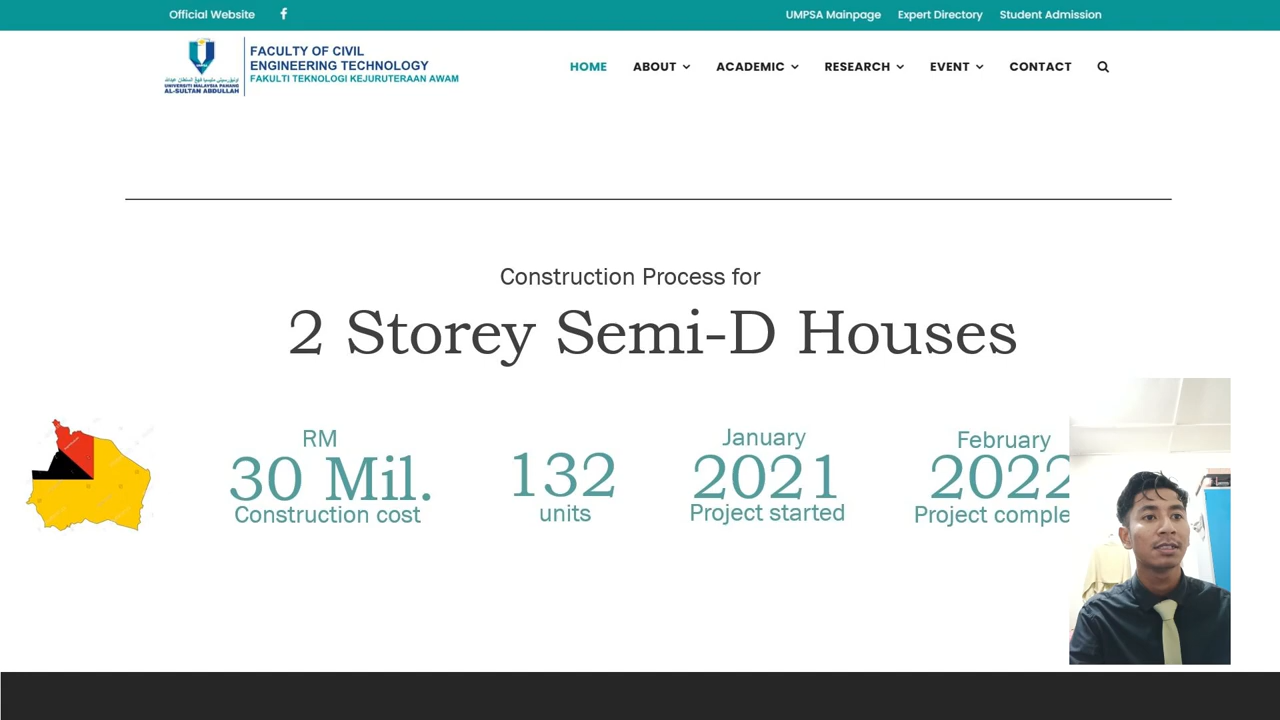 Official Website
UMPSA Mainpage Expert Directory Student Admission
FACULTY OF CIVIL
ENGINEERING TECHNOLOGY
FAKULTI TEKNOLOGI KEJURUTERAAN AWAM
UNIVERSITI MALAYSIA PAHANG
AL-SULTAN ABDULLAH
HOME ABOUT ACADEMIC RESEARCH EVENT CONTACT
Construction Process for
2 Storey Semi-D Houses
RM
30 Mil.
Construction cost
132
units
January
2021
Project started
February
2022
Project comple